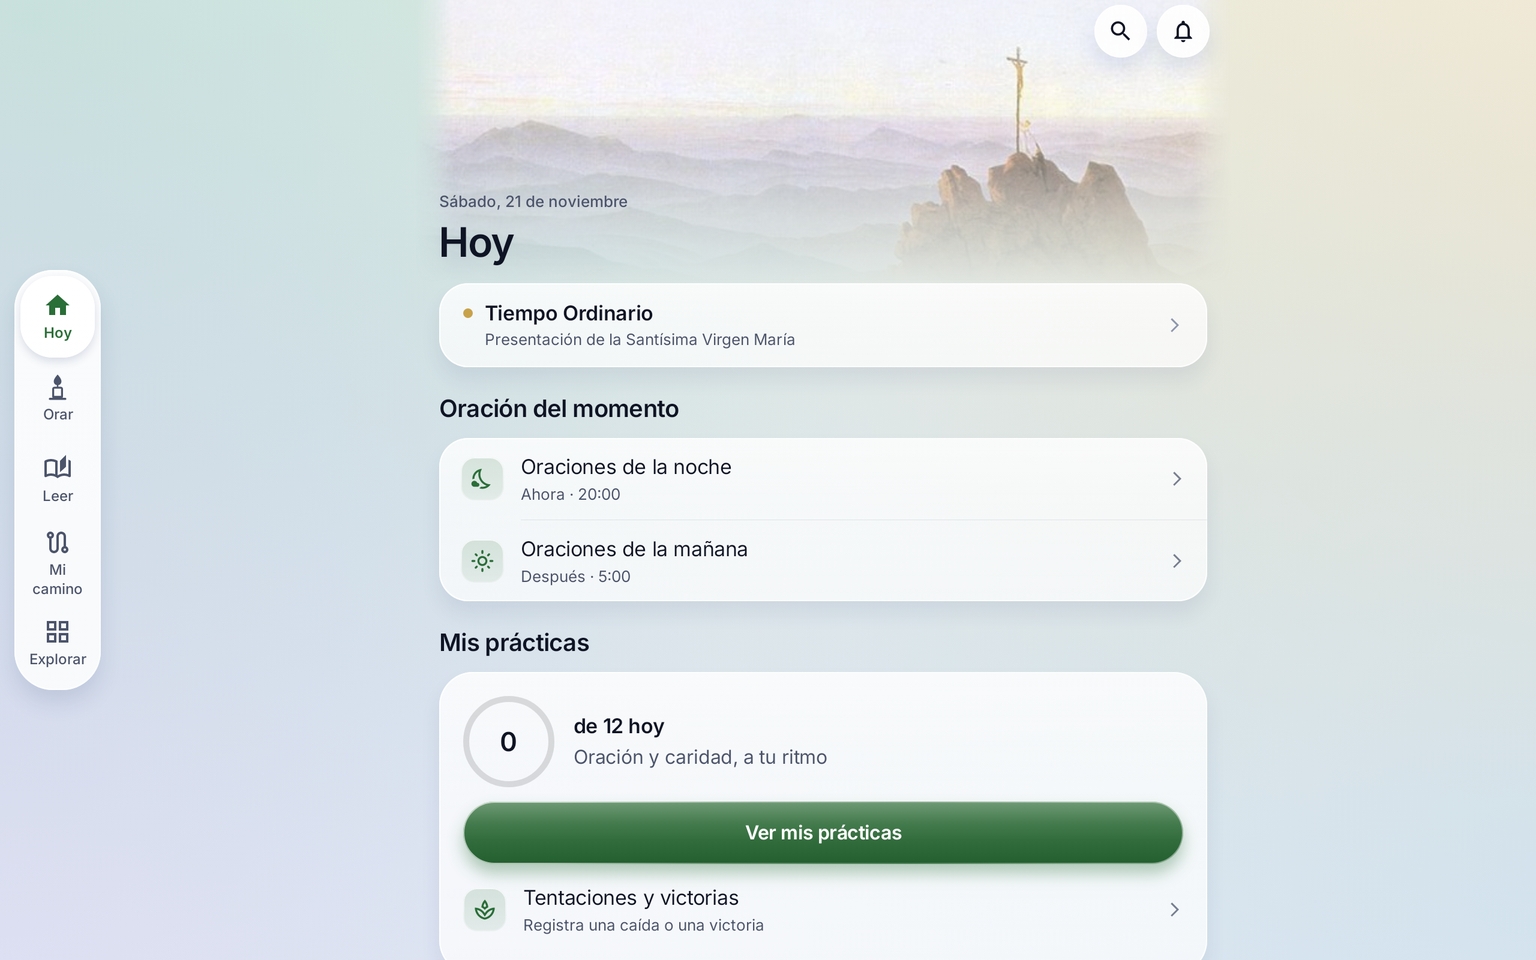 Sábado, 21 de noviembre
Hoy
Tiempo Ordinario
Presentación de la Santísima Virgen María
Oración del momento
Oraciones de la noche
Ahora · 20:00
Oraciones de la mañana
Después · 5:00
Mis prácticas
0
de 12 hoy
Oración y caridad, a tu ritmo
Ver mis prácticas
Tentaciones y victorias
Registra una caída o una victoria
Hoy
Orar
Leer
Mi
camino
Explorar